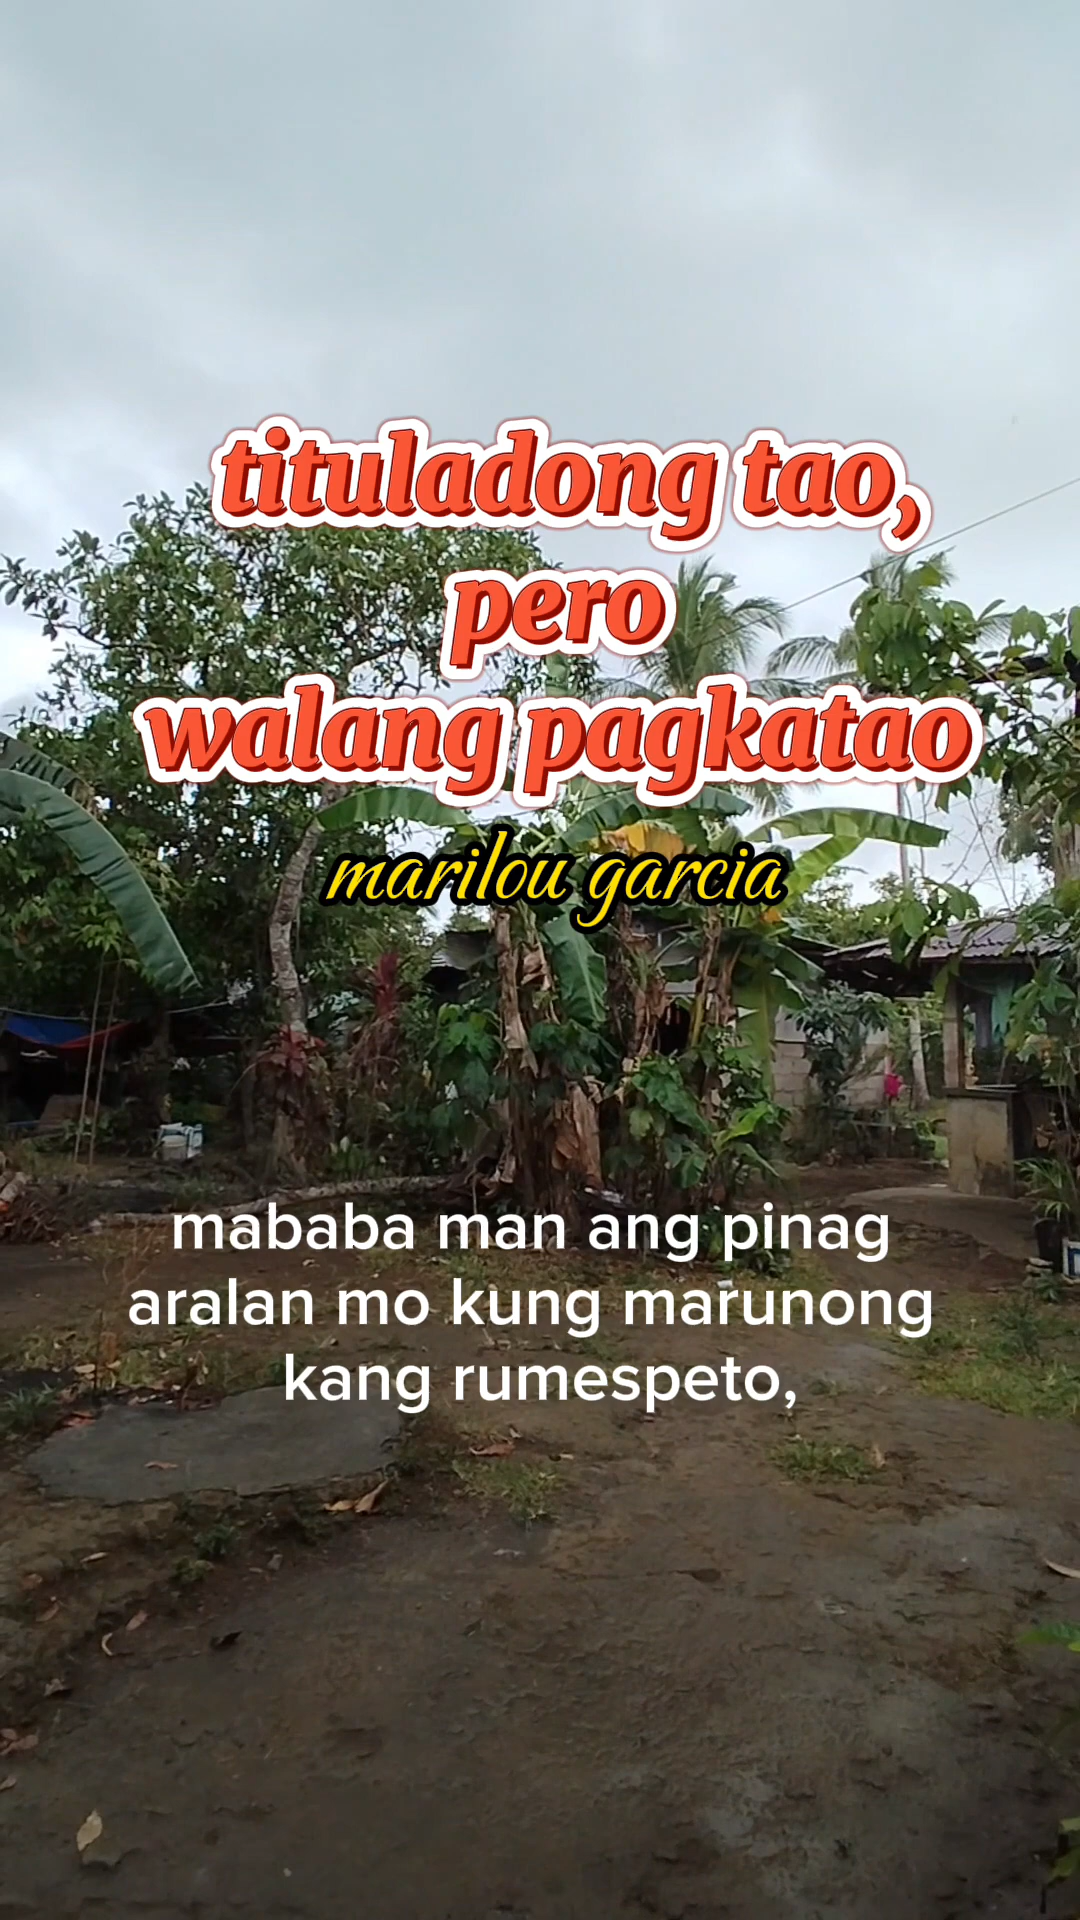 tituladong tao,
pero
walang pagkatao
marilou garcia
mababa man ang pinag
aralan mo kung marunong
kang rumespeto,